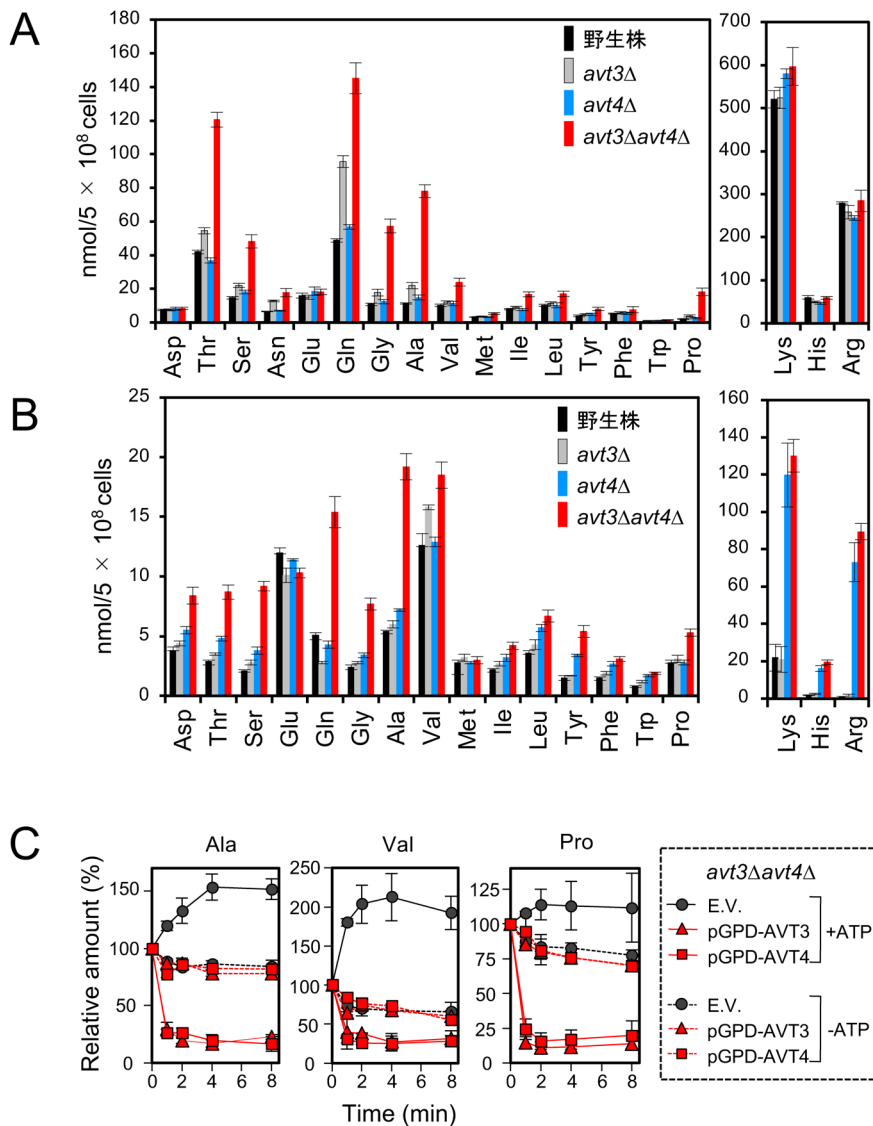 A
nmol/5 × 10⁸ cells
180
160
140
120
100
80
60
40
20
0
Asp
Thr
Ser
Asn
Glu
Gln
Gly
Ala
Val
Met
Ile
Leu
Tyr
Phe
Trp
Pro
野生株
avt3Δ
avt4Δ
avt3Δavt4Δ
700
600
500
400
300
200
100
0
Lys
His
Arg
B
nmol/5 × 10⁸ cells
25
20
15
10
5
0
Asp
Thr
Ser
Glu
Gln
Gly
Ala
Val
Met
Ile
Leu
Tyr
Phe
Trp
Pro
野生株
avt3Δ
avt4Δ
avt3Δavt4Δ
160
140
120
100
80
60
40
20
0
Lys
His
Arg
C
Relative amount (%)
Ala
150
100
50
0
0 2 4 6 8
Val
250
200
150
100
50
0
0 2 4 6 8
Pro
125
100
75
50
25
0
0 2 4 6 8
Time (min)
avt3Δavt4Δ
E.V.
pGPD-AVT3
pGPD-AVT4
+ATP
E.V.
pGPD-AVT3
pGPD-AVT4
-ATP